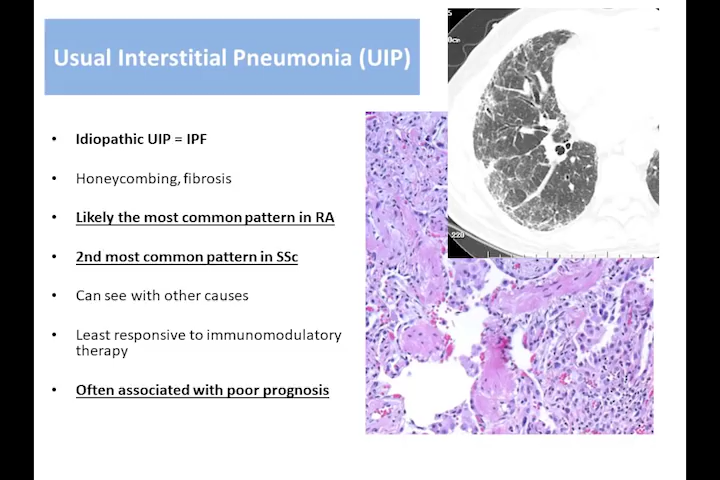 Usual Interstitial Pneumonia (UIP)
• Idiopathic UIP = IPF
• Honeycombing, fibrosis
• Likely the most common pattern in RA
• 2nd most common pattern in SSc
• Can see with other causes
• Least responsive to immunomodulatory
therapy
• Often associated with poor prognosis
220